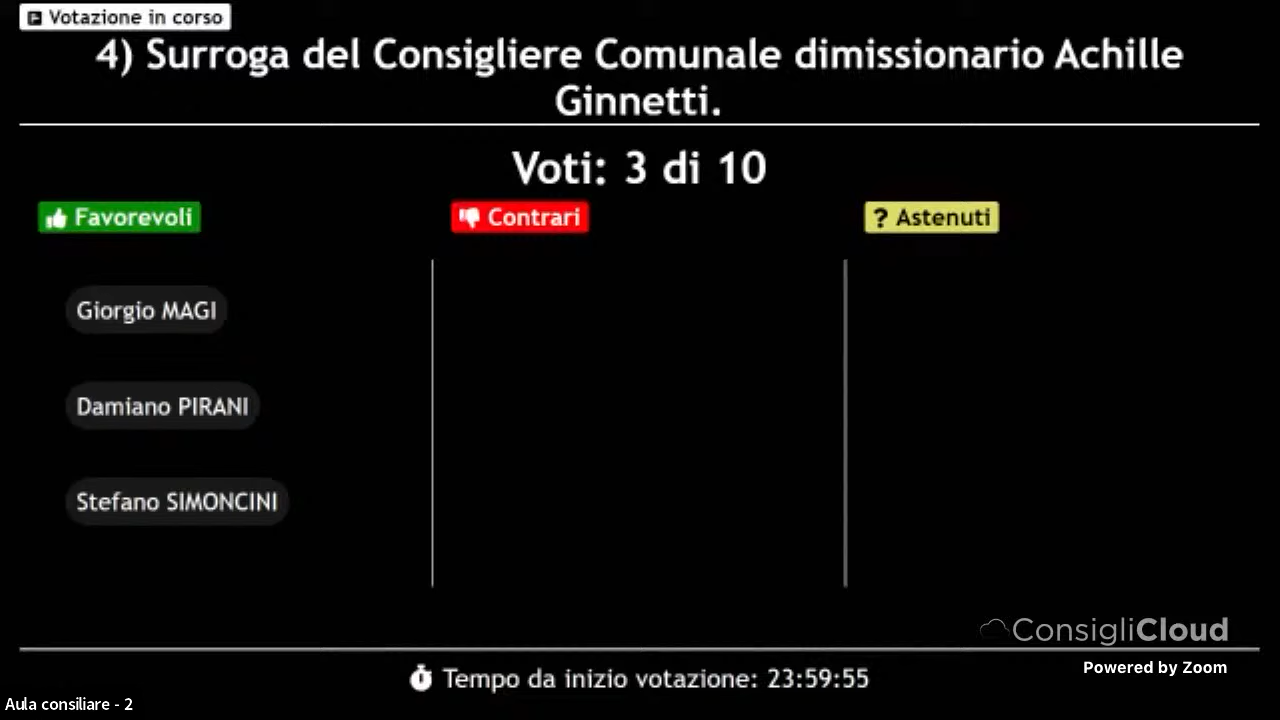 Votazione in corso
4) Surroga del Consigliere Comunale dimissionario Achille
Ginnetti.
Voti: 3 di 10
Favorevoli
Contrari
? Astenuti
Giorgio MAGI
Damiano PIRANI
Stefano SIMONCINI
ConsigliCloud
Powered by Zoom
Tempo da inizio votazione: 23:59:55
Aula consiliare - 2